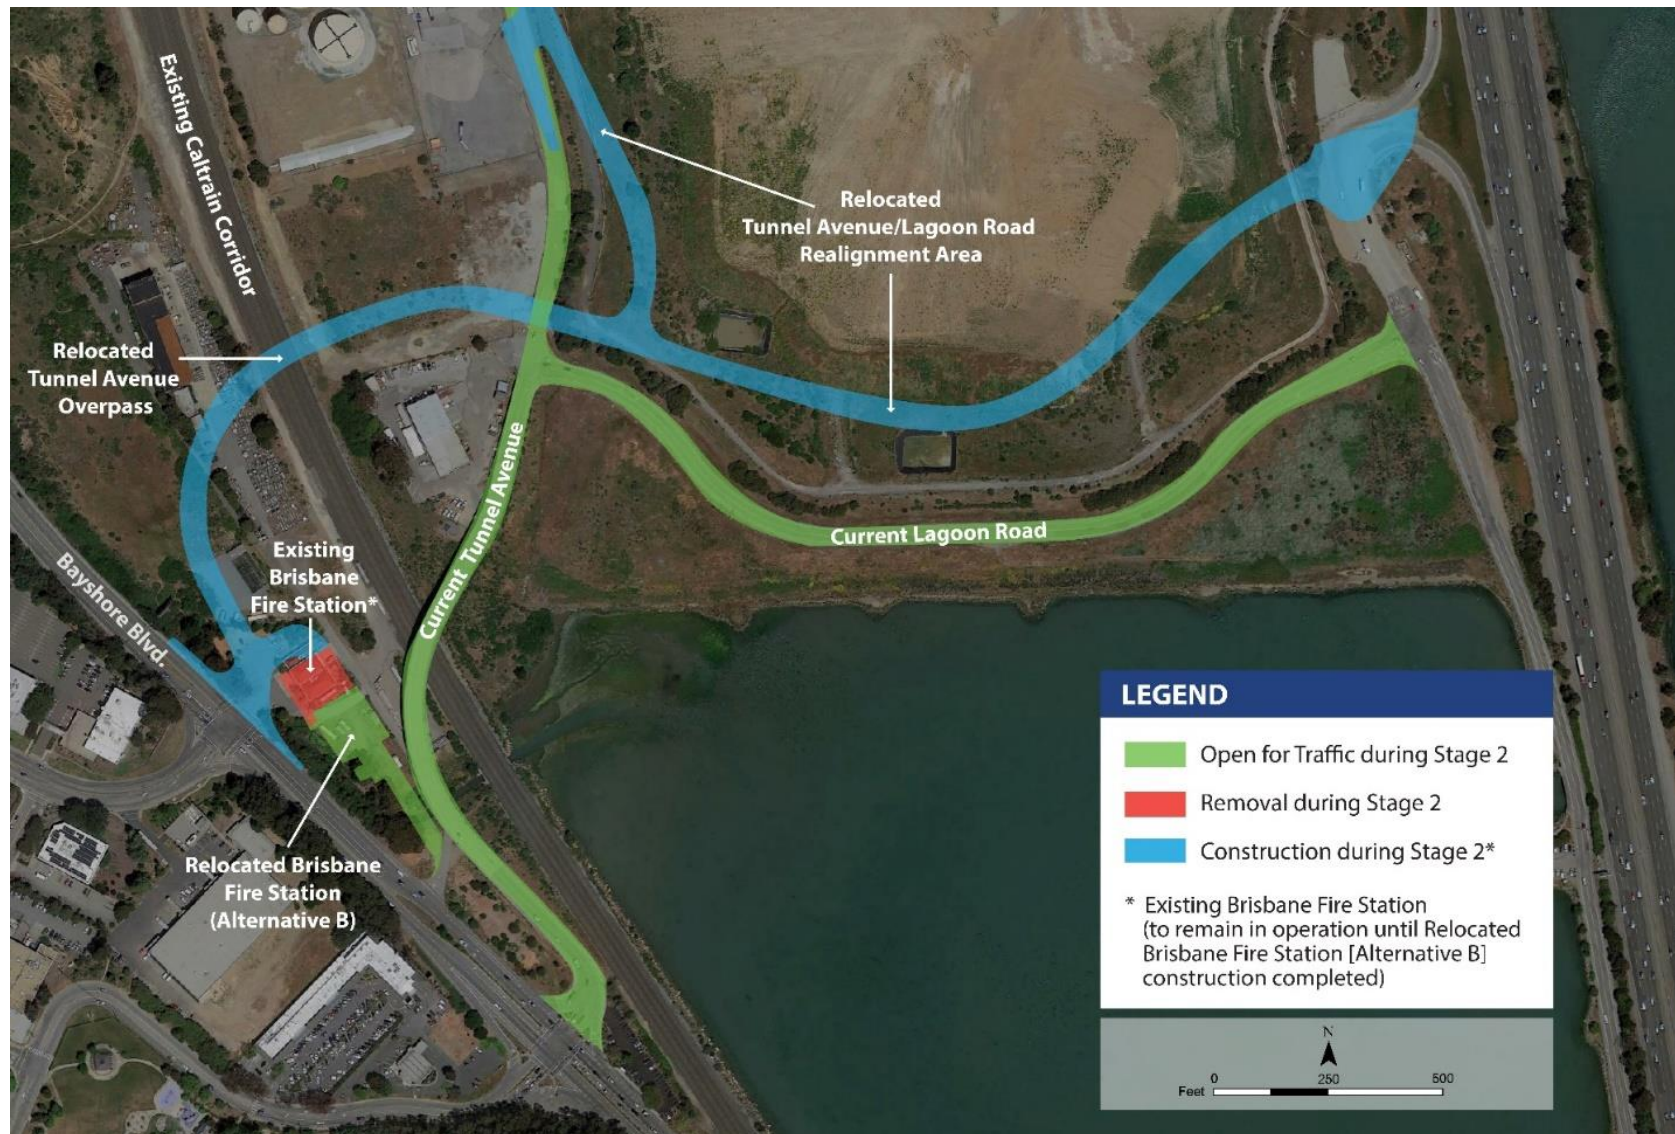 Existing Caltrain Corridor
Relocated
Tunnel Avenue/Lagoon Road
Realignment Area
Relocated
Tunnel Avenue
Overpass
Current Tunnel Avenue
Current Lagoon Road
Existing
Brisbane
Fire Station*
Bayshore Blvd.
Relocated Brisbane
Fire Station
(Alternative B)
LEGEND
Open for Traffic during Stage 2
Removal during Stage 2
Construction during Stage 2*
* Existing Brisbane Fire Station
(to remain in operation until Relocated
Brisbane Fire Station [Alternative B]
construction completed)
N
0 250 500
Feet